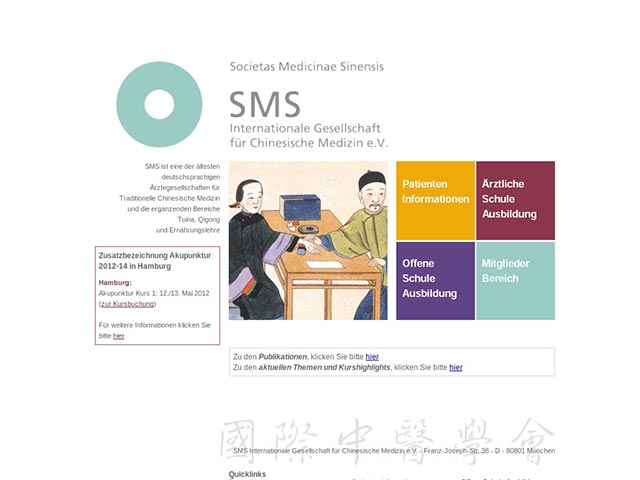 Societas Medicinae Sinensis
SMS
Internationale Gesellschaft
für Chinesische Medizin e.V.
SMS ist eine der ältesten
deutschsprachigen
Ärztegesellschaften für
Traditionelle Chinesische Medizin
und die ergänzenden Bereiche
Tuina, Qigong
und Ernährungslehre
Patienten
Informationen
Ärztliche
Schule
Ausbildung
Offene
Schule
Ausbildung
Mitglieder
Bereich
Zusatzbezeichnung Akupunktur
2012-14 in Hamburg
Hamburg:
Akupunktur Kurs 1: 12./13. Mai 2012
(zur Kursbuchung)
Für weitere Informationen klicken Sie
bitte hier
Zu den Publikationen, klicken Sie bitte hier
Zu den aktuellen Themen und Kurshighlights, klicken Sie bitte hier
國際中醫學會
SMS Internationale Gesellschaft für Chinesische Medizin e.V. - Franz-Joseph-Str. 38 - D - 80801 München
Quicklinks